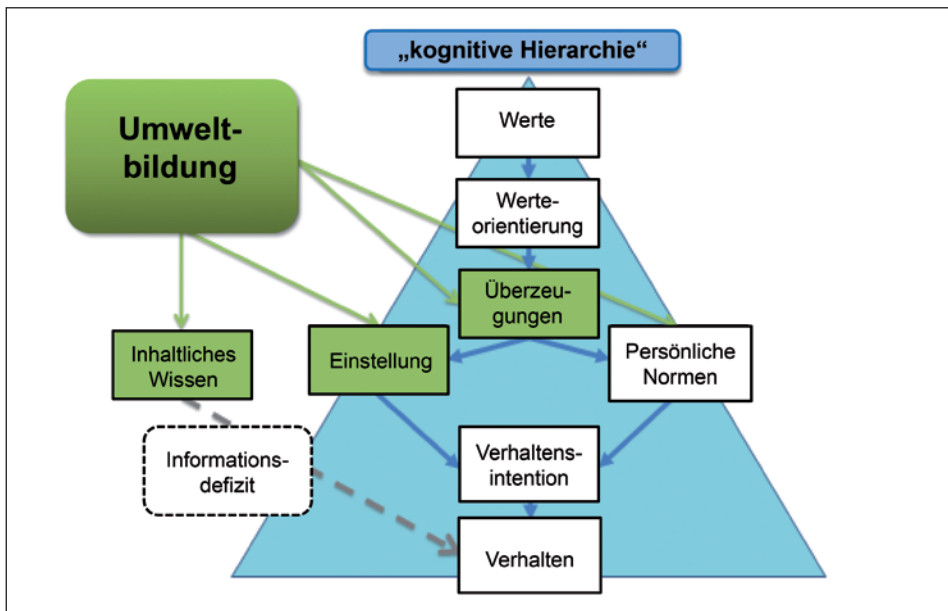 „kognitive Hierarchie“
Umwelt-
bildung
Werte
Werte-
orientierung
Überzeu-
gungen
Inhaltliches
Wissen
Einstellung
Persönliche
Normen
Informations-
defizit
Verhaltens-
intention
Verhalten